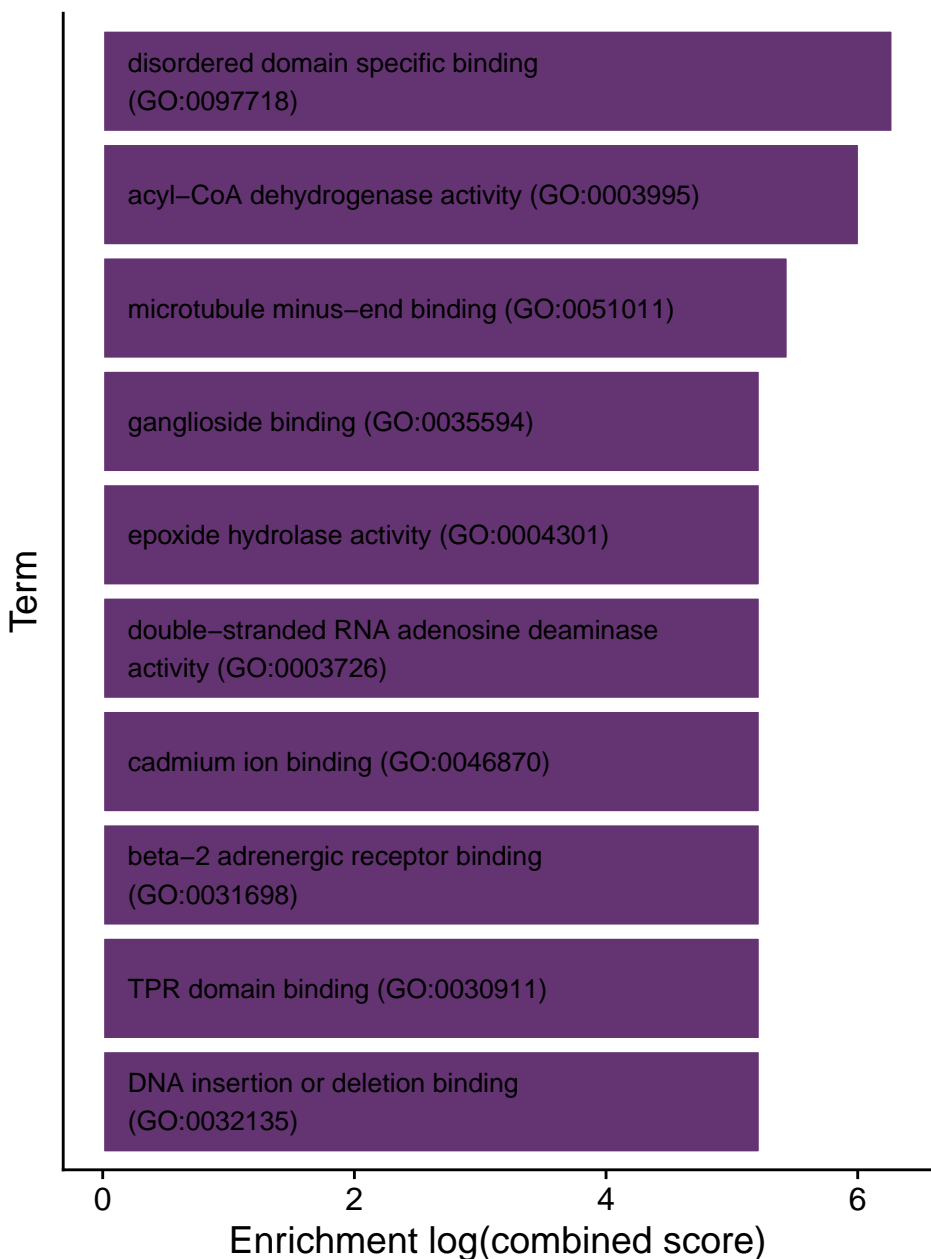 disordered domain specific binding
(GO:0097718)
acyl−CoA dehydrogenase activity (GO:0003995)
microtubule minus−end binding (GO:0051011)
ganglioside binding (GO:0035594)
epoxide hydrolase activity (GO:0004301)
double−stranded RNA adenosine deaminase
activity (GO:0003726)
cadmium ion binding (GO:0046870)
beta−2 adrenergic receptor binding
(GO:0031698)
TPR domain binding (GO:0030911)
DNA insertion or deletion binding
(GO:0032135)
Term
0 2 4 6
Enrichment log(combined score)